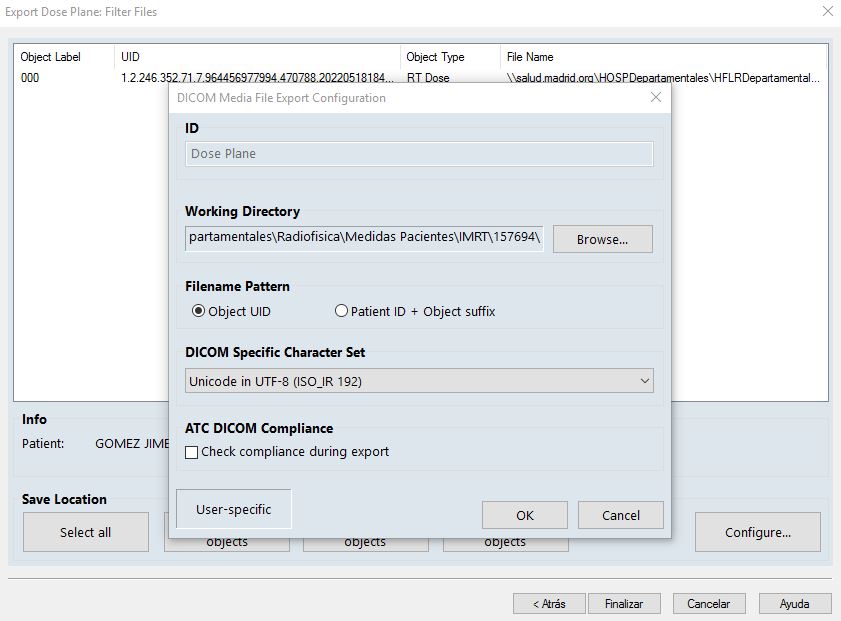 Export Dose Plane: Filter Files
Object Label UID Object Type File Name
000 1.2.246.352.71.7.964456977994.470788.20220518184... RT Dose \\salud.madrid.org\HOSPDepartamentales\HFLRDepartamental...
DICOM Media File Export Configuration
ID
Dose Plane
Working Directory
partamentales\Radiofisica\Medidas Pacientes\IMRT\157694\
Browse...
Filename Pattern
Object UID Patient ID + Object suffix
DICOM Specific Character Set
Unicode in UTF-8 (ISO_IR 192)
ATC DICOM Compliance
Check compliance during export
User-specific
OK
Cancel
Info
Patient: GOMEZ JIME
Save Location
Select all
objects
objects
objects
Configure...
< Atrás
Finalizar
Cancelar
Ayuda